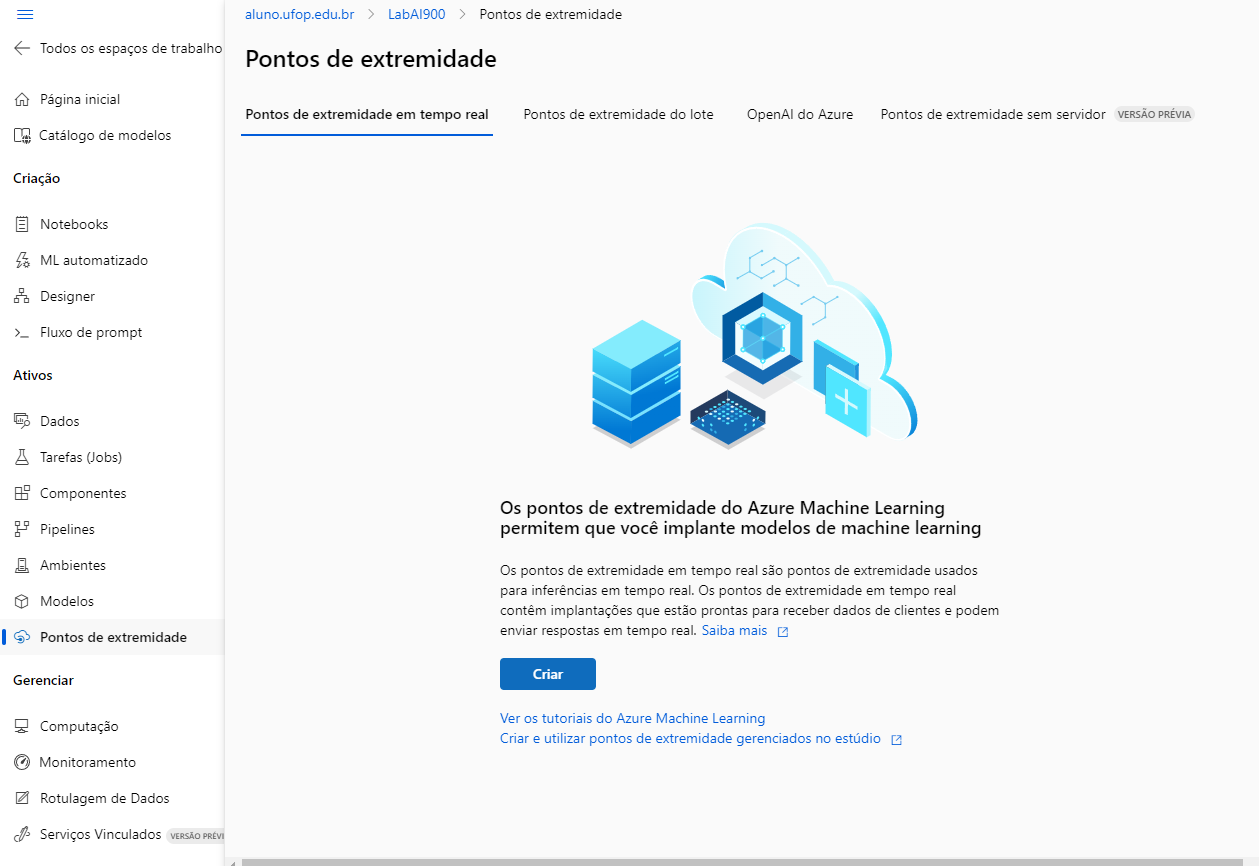 aluno.ufop.edu.br > LabAI900 > Pontos de extremidade
Todos os espaços de trabalho
Página inicial
Catálogo de modelos
Criação
Notebooks
ML automatizado
Designer
Fluxo de prompt
Ativos
Dados
Tarefas (Jobs)
Componentes
Pipelines
Ambientes
Modelos
Pontos de extremidade
Gerenciar
Computação
Monitoramento
Rotulagem de Dados
Serviços Vinculados VERSÃO PRÉVI
Pontos de extremidade
Pontos de extremidade em tempo real Pontos de extremidade do lote OpenAI do Azure Pontos de extremidade sem servidor VERSÃO PRÉVIA
Os pontos de extremidade do Azure Machine Learning
permitem que você implante modelos de machine learning
Os pontos de extremidade em tempo real são pontos de extremidade usados
para inferências em tempo real. Os pontos de extremidade em tempo real
contêm implantações que estão prontas para receber dados de clientes e podem
enviar respostas em tempo real. Saiba mais
Criar
Ver os tutoriais do Azure Machine Learning
Criar e utilizar pontos de extremidade gerenciados no estúdio